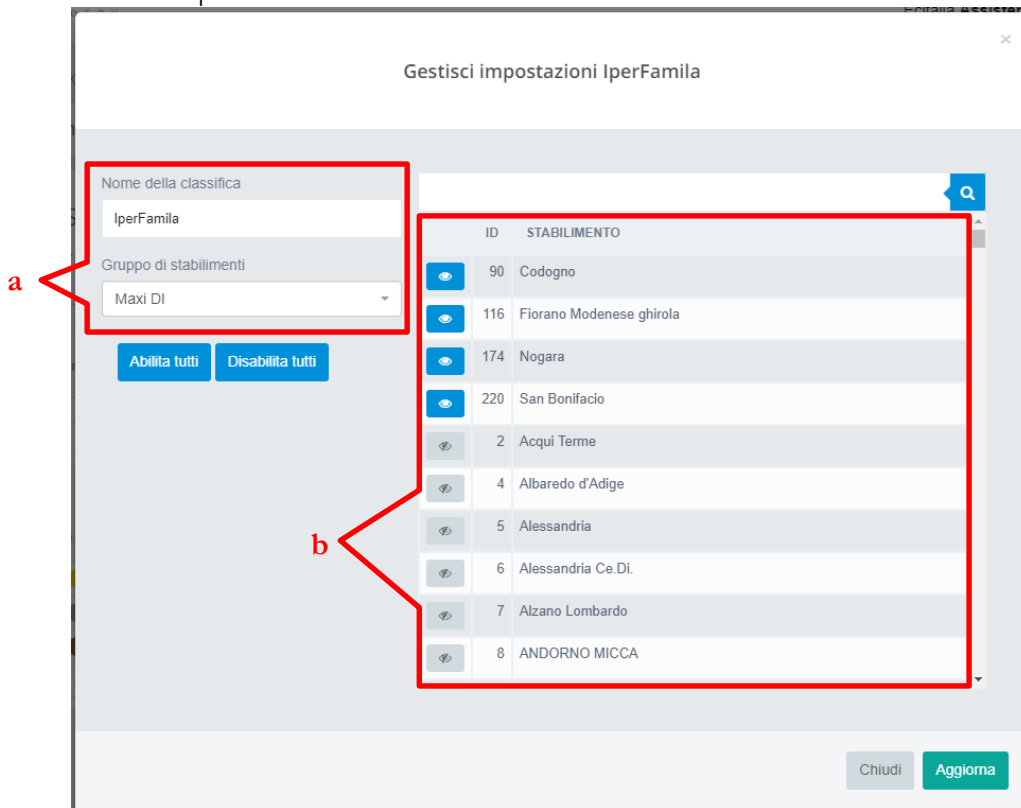 Ecitalia Assister
×
Gestisci impostazioni IperFamila
Nome della classifica
IperFamila
Gruppo di stabilimenti
Maxi DI
Abilita tutti Disabilita tutti
a
ID STABILIMENTO
90 Codogno
116 Fiorano Modenese ghirola
174 Nogara
220 San Bonifacio
2 Acqui Terme
4 Albaredo d'Adige
5 Alessandria
6 Alessandria Ce.Di.
7 Alzano Lombardo
8 ANDORNO MICCA
b
Chiudi Aggiorna